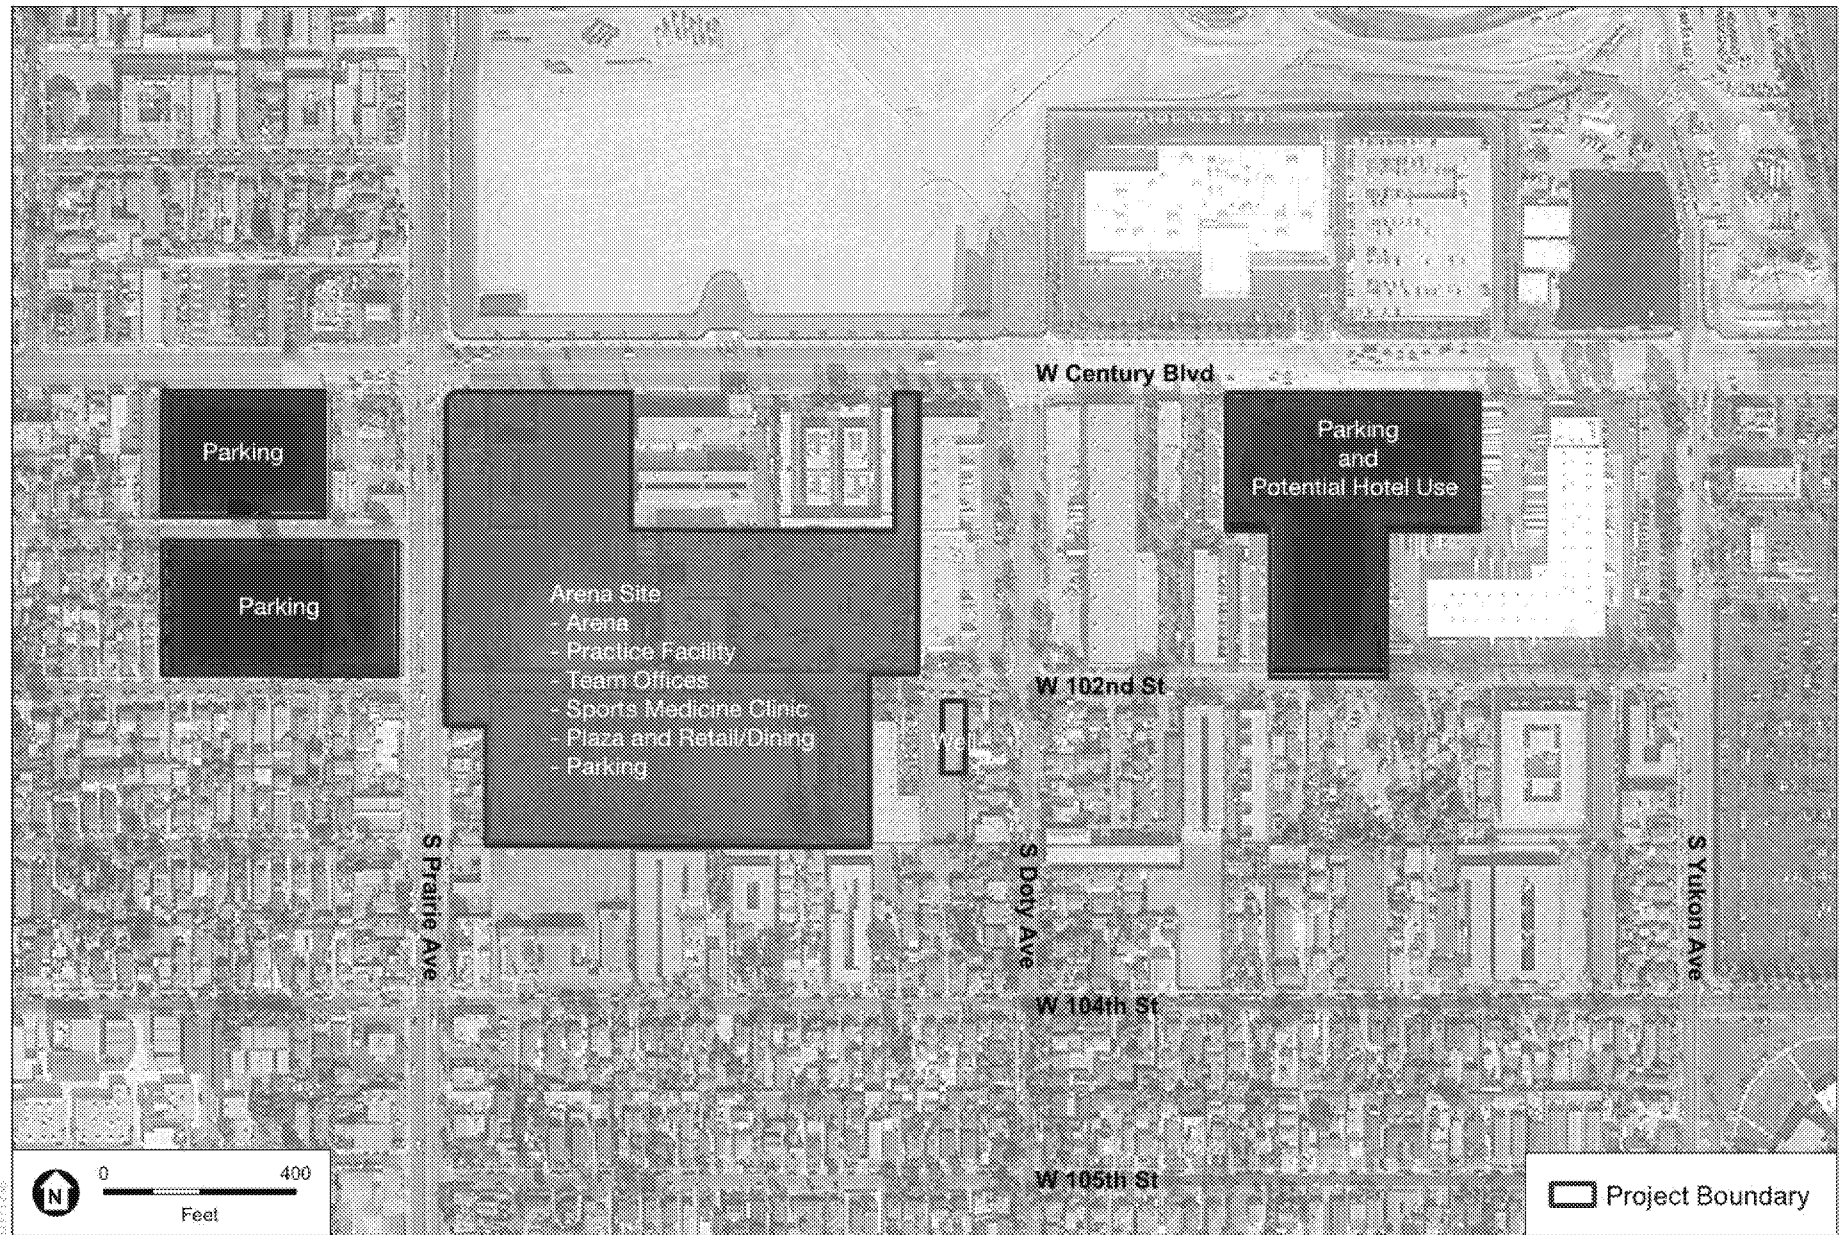 W Century Blvd
Parking
Parking
and
Potential Hotel Use
Parking
Arena Site
- Arena
- Practice Facility
- Team Offices
- Sports Medicine Clinic
- Plaza and Retail/Dining
- Parking
W 102nd St
Well
S Prairie Ave
S Doty Ave
S Yukon Ave
W 104th St
W 105th St
N
0 400
Feet
Project Boundary